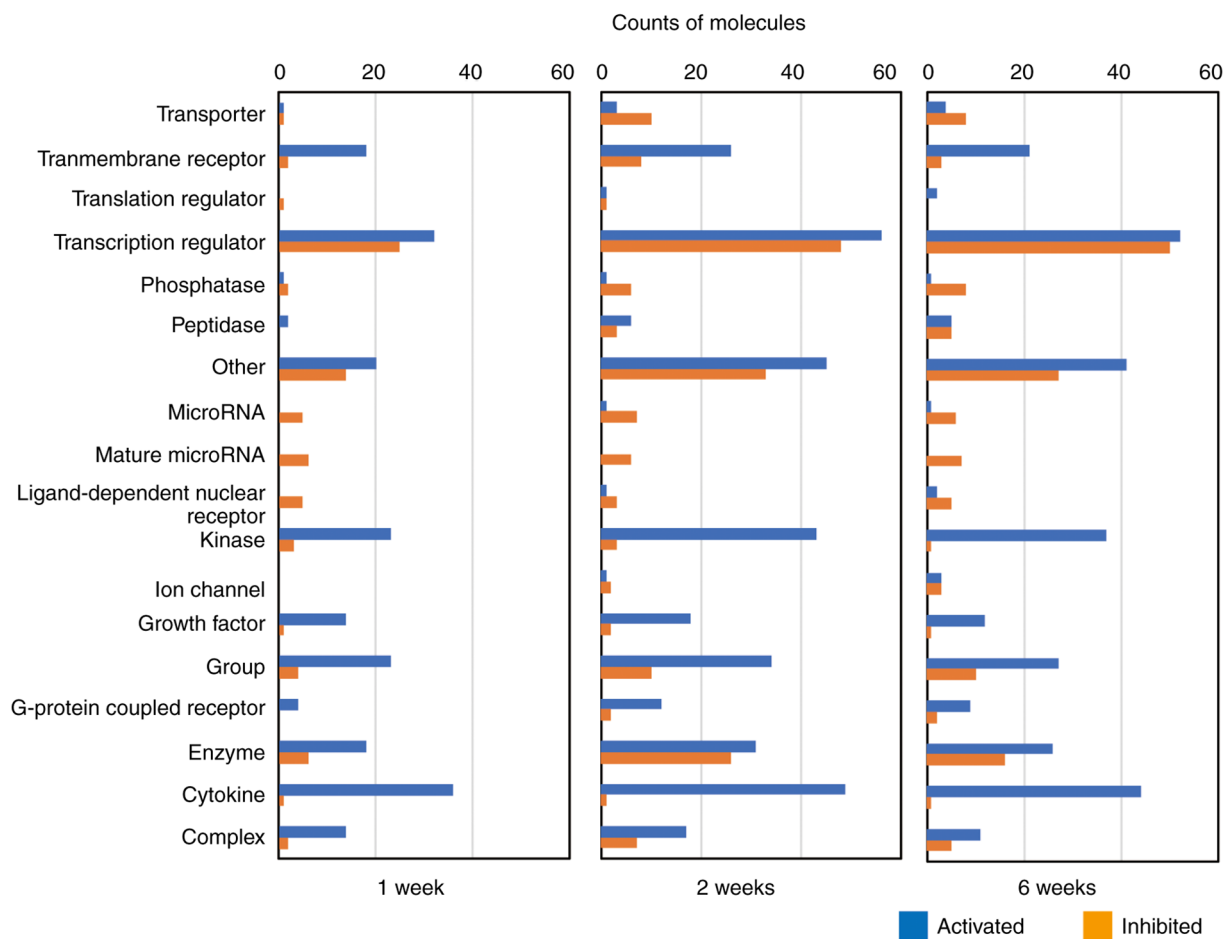 Counts of molecules
0 20 40 60 0 20 40 60 0 20 40 60
Transporter
Tranmembrane receptor
Translation regulator
Transcription regulator
Phosphatase
Peptidase
Other
MicroRNA
Mature microRNA
Ligand-dependent nuclear
receptor
Kinase
Ion channel
Growth factor
Group
G-protein coupled receptor
Enzyme
Cytokine
Complex
1 week 2 weeks 6 weeks
Activated Inhibited